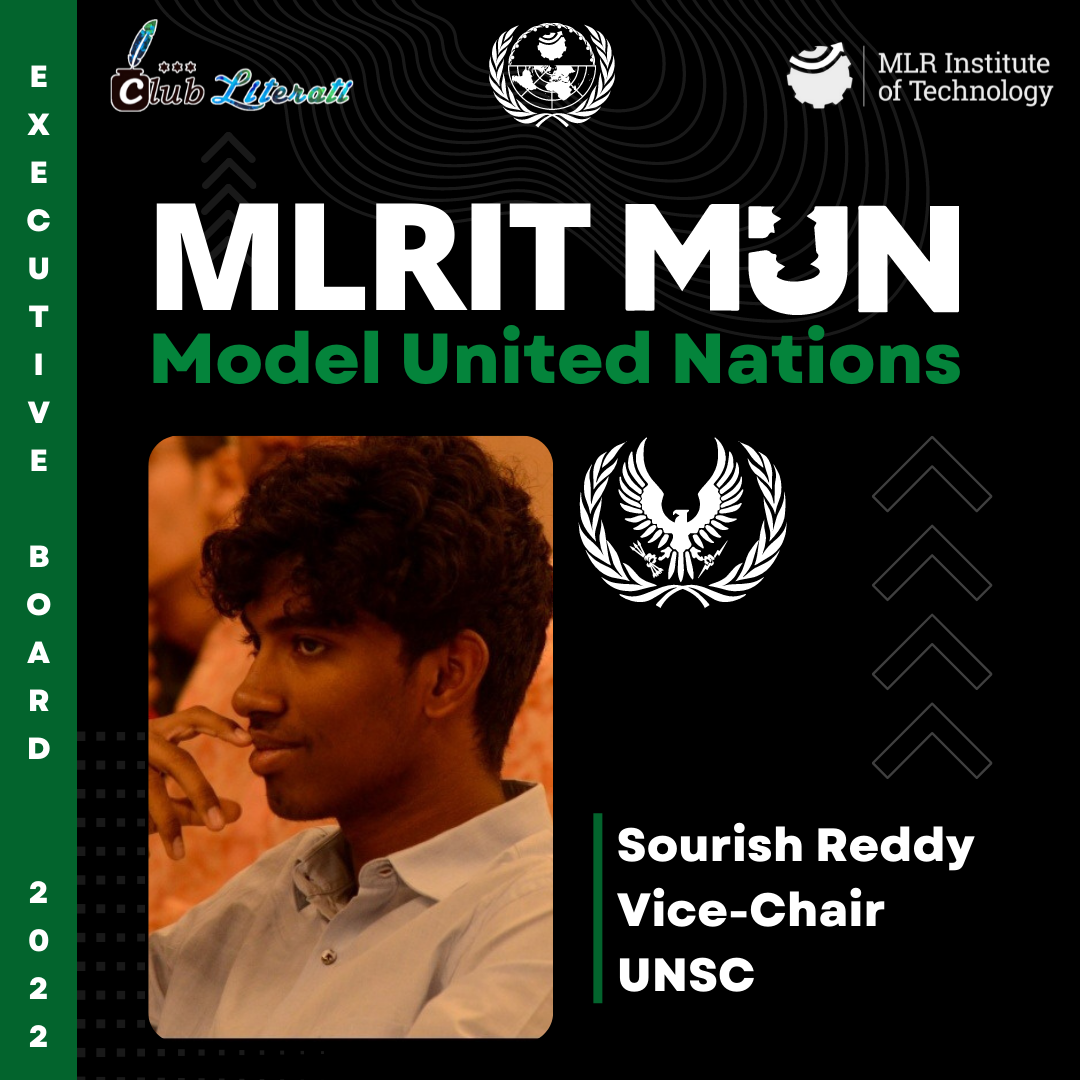 EXECUTIVE BOARD 2022
Club Literati
MLR Institute
of Technology
MLRIT MUN
Model United Nations
Sourish Reddy
Vice-Chair
UNSC